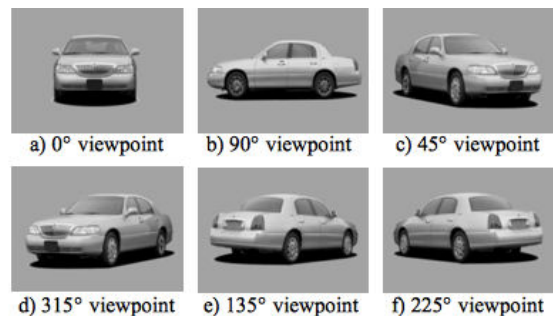 a) 0° viewpoint
b) 90° viewpoint
c) 45° viewpoint
d) 315° viewpoint
e) 135° viewpoint
f) 225° viewpoint